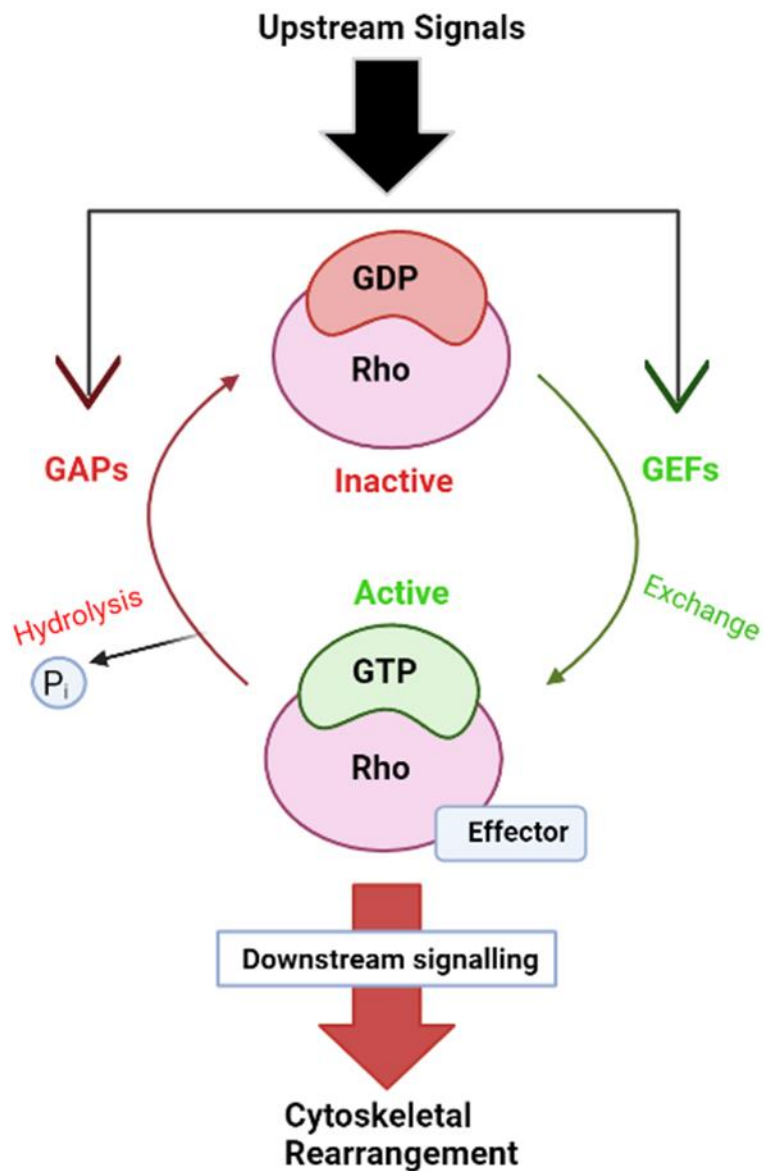 Upstream Signals
GDP
Rho
GAPs
Inactive
GEFs
Active
Hydrolysis
Exchange
Pi
GTP
Rho
Effector
Downstream signalling
Cytoskeletal
Rearrangement